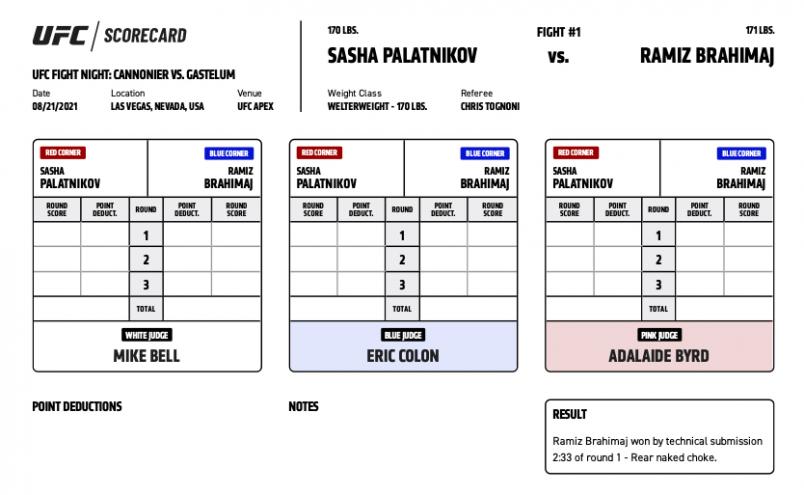 UFC / SCORECARD
UFC FIGHT NIGHT: CANNONIER VS. GASTELUM
Date Location Venue
08/21/2021 LAS VEGAS, NEVADA, USA UFC APEX
170 LBS. FIGHT #1 171 LBS.
SASHA PALATNIKOV VS. RAMIZ BRAHIMAJ
Weight Class Referee
WELTERWEIGHT - 170 LBS. CHRIS TOGNONI
RED CORNER BLUE CORNER
SASHA RAMIZ
PALATNIKOV BRAHIMAJ
ROUND POINT ROUND POINT ROUND
SCORE DEDUCT. DEDUCT. SCORE
1
2
3
TOTAL
WHITE JUDGE
MIKE BELL
RED CORNER BLUE CORNER
SASHA RAMIZ
PALATNIKOV BRAHIMAJ
ROUND POINT ROUND POINT ROUND
SCORE DEDUCT. DEDUCT. SCORE
1
2
3
TOTAL
BLUE JUDGE
ERIC COLON
RED CORNER BLUE CORNER
SASHA RAMIZ
PALATNIKOV BRAHIMAJ
ROUND POINT ROUND POINT ROUND
SCORE DEDUCT. DEDUCT. SCORE
1
2
3
TOTAL
PINK JUDGE
ADALAIDE BYRD
POINT DEDUCTIONS
NOTES
RESULT
Ramiz Brahimaj won by technical submission
2:33 of round 1 - Rear naked choke.